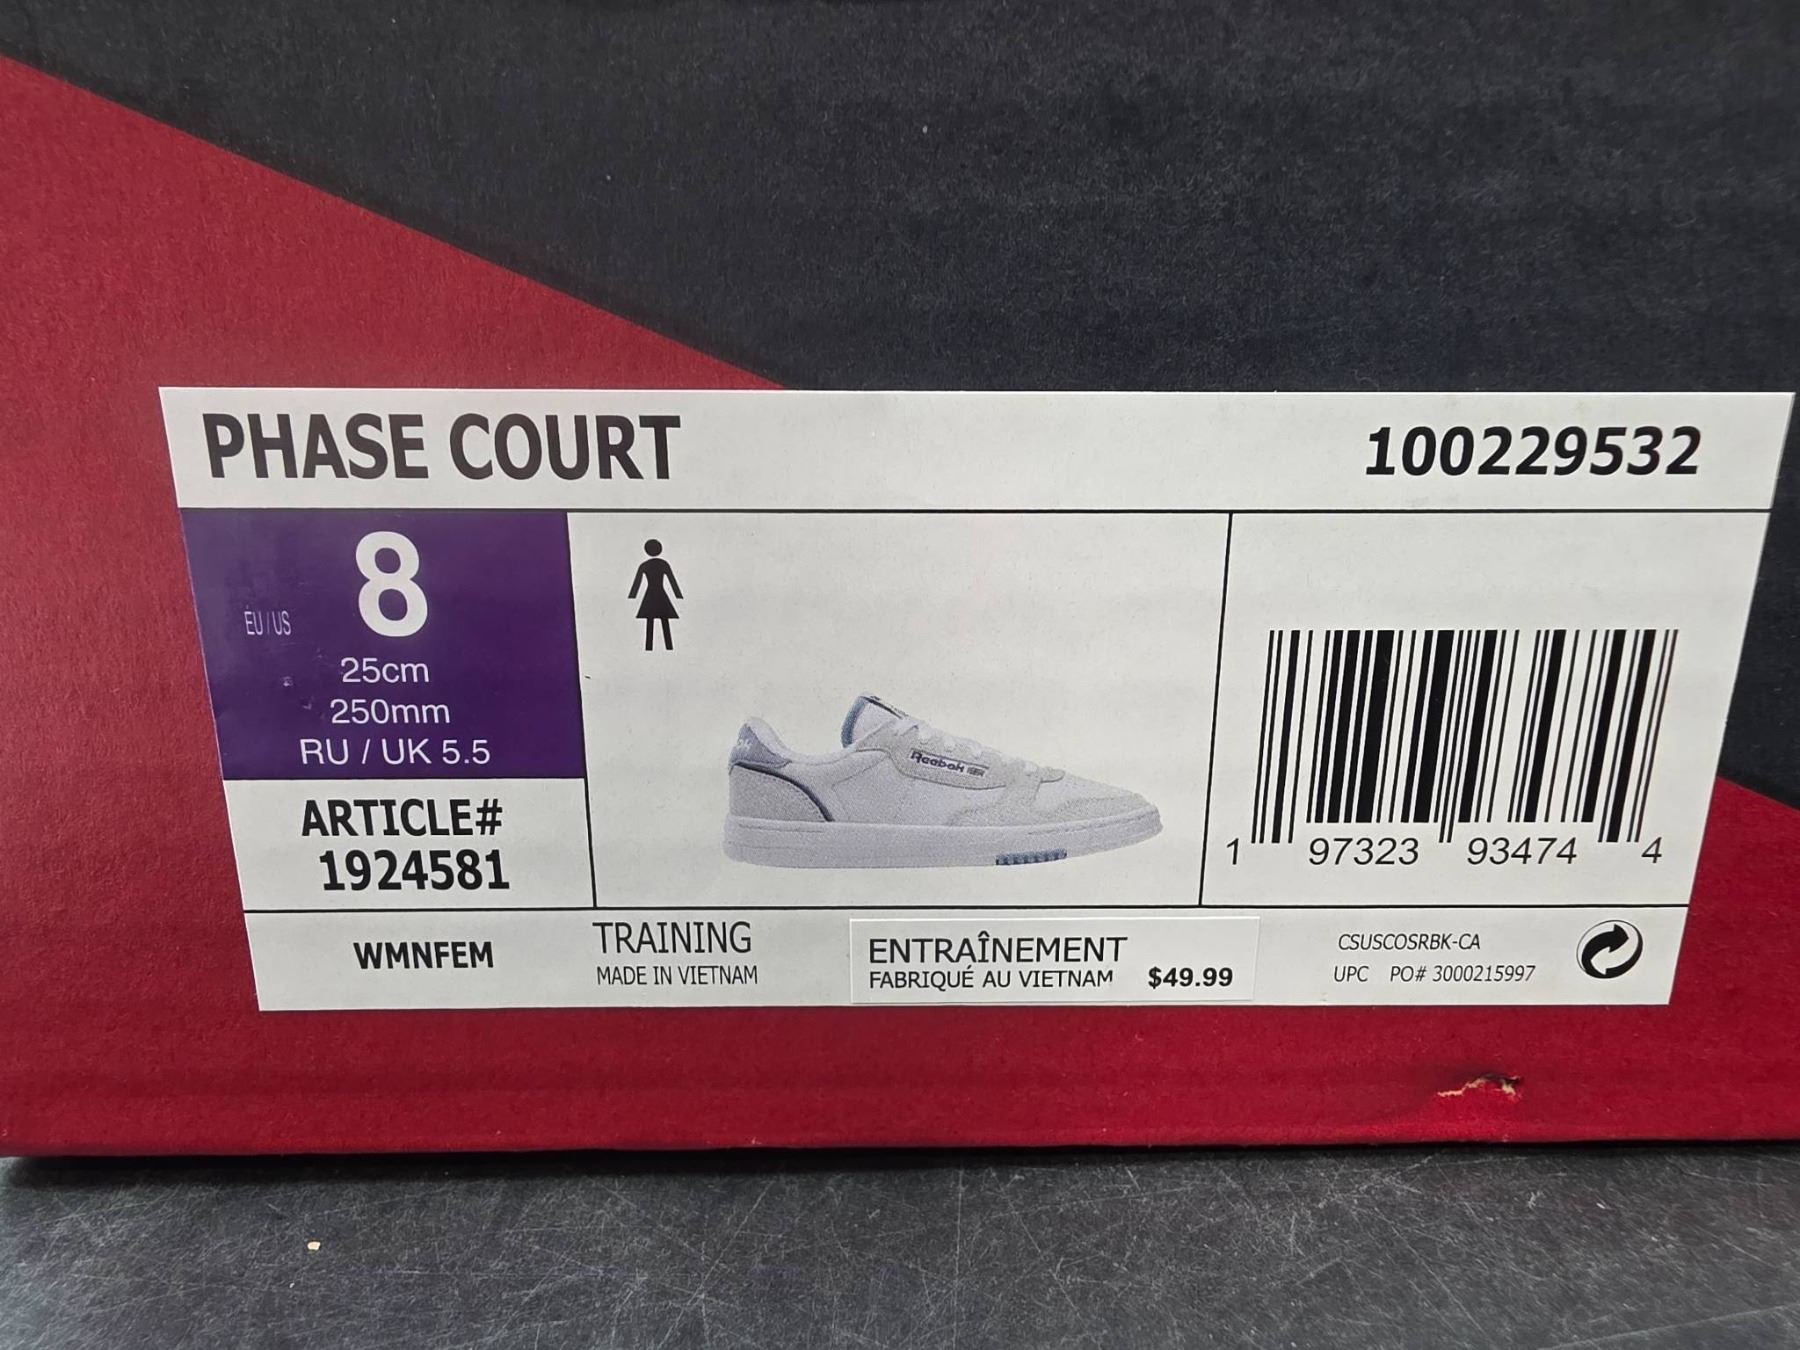 PHASE COURT
100229532
ÉU / US
8
25cm
250mm
RU / UK 5.5
Reebok
ARTICLE#
1924581
1 97323 93474 4
WMNFEM
TRAINING
MADE IN VIETNAM
ENTRAÎNEMENT
FABRIQUÉ AU VIETNAM $49.99
CSUSCOSRBK-CA
UPC PO# 3000215997